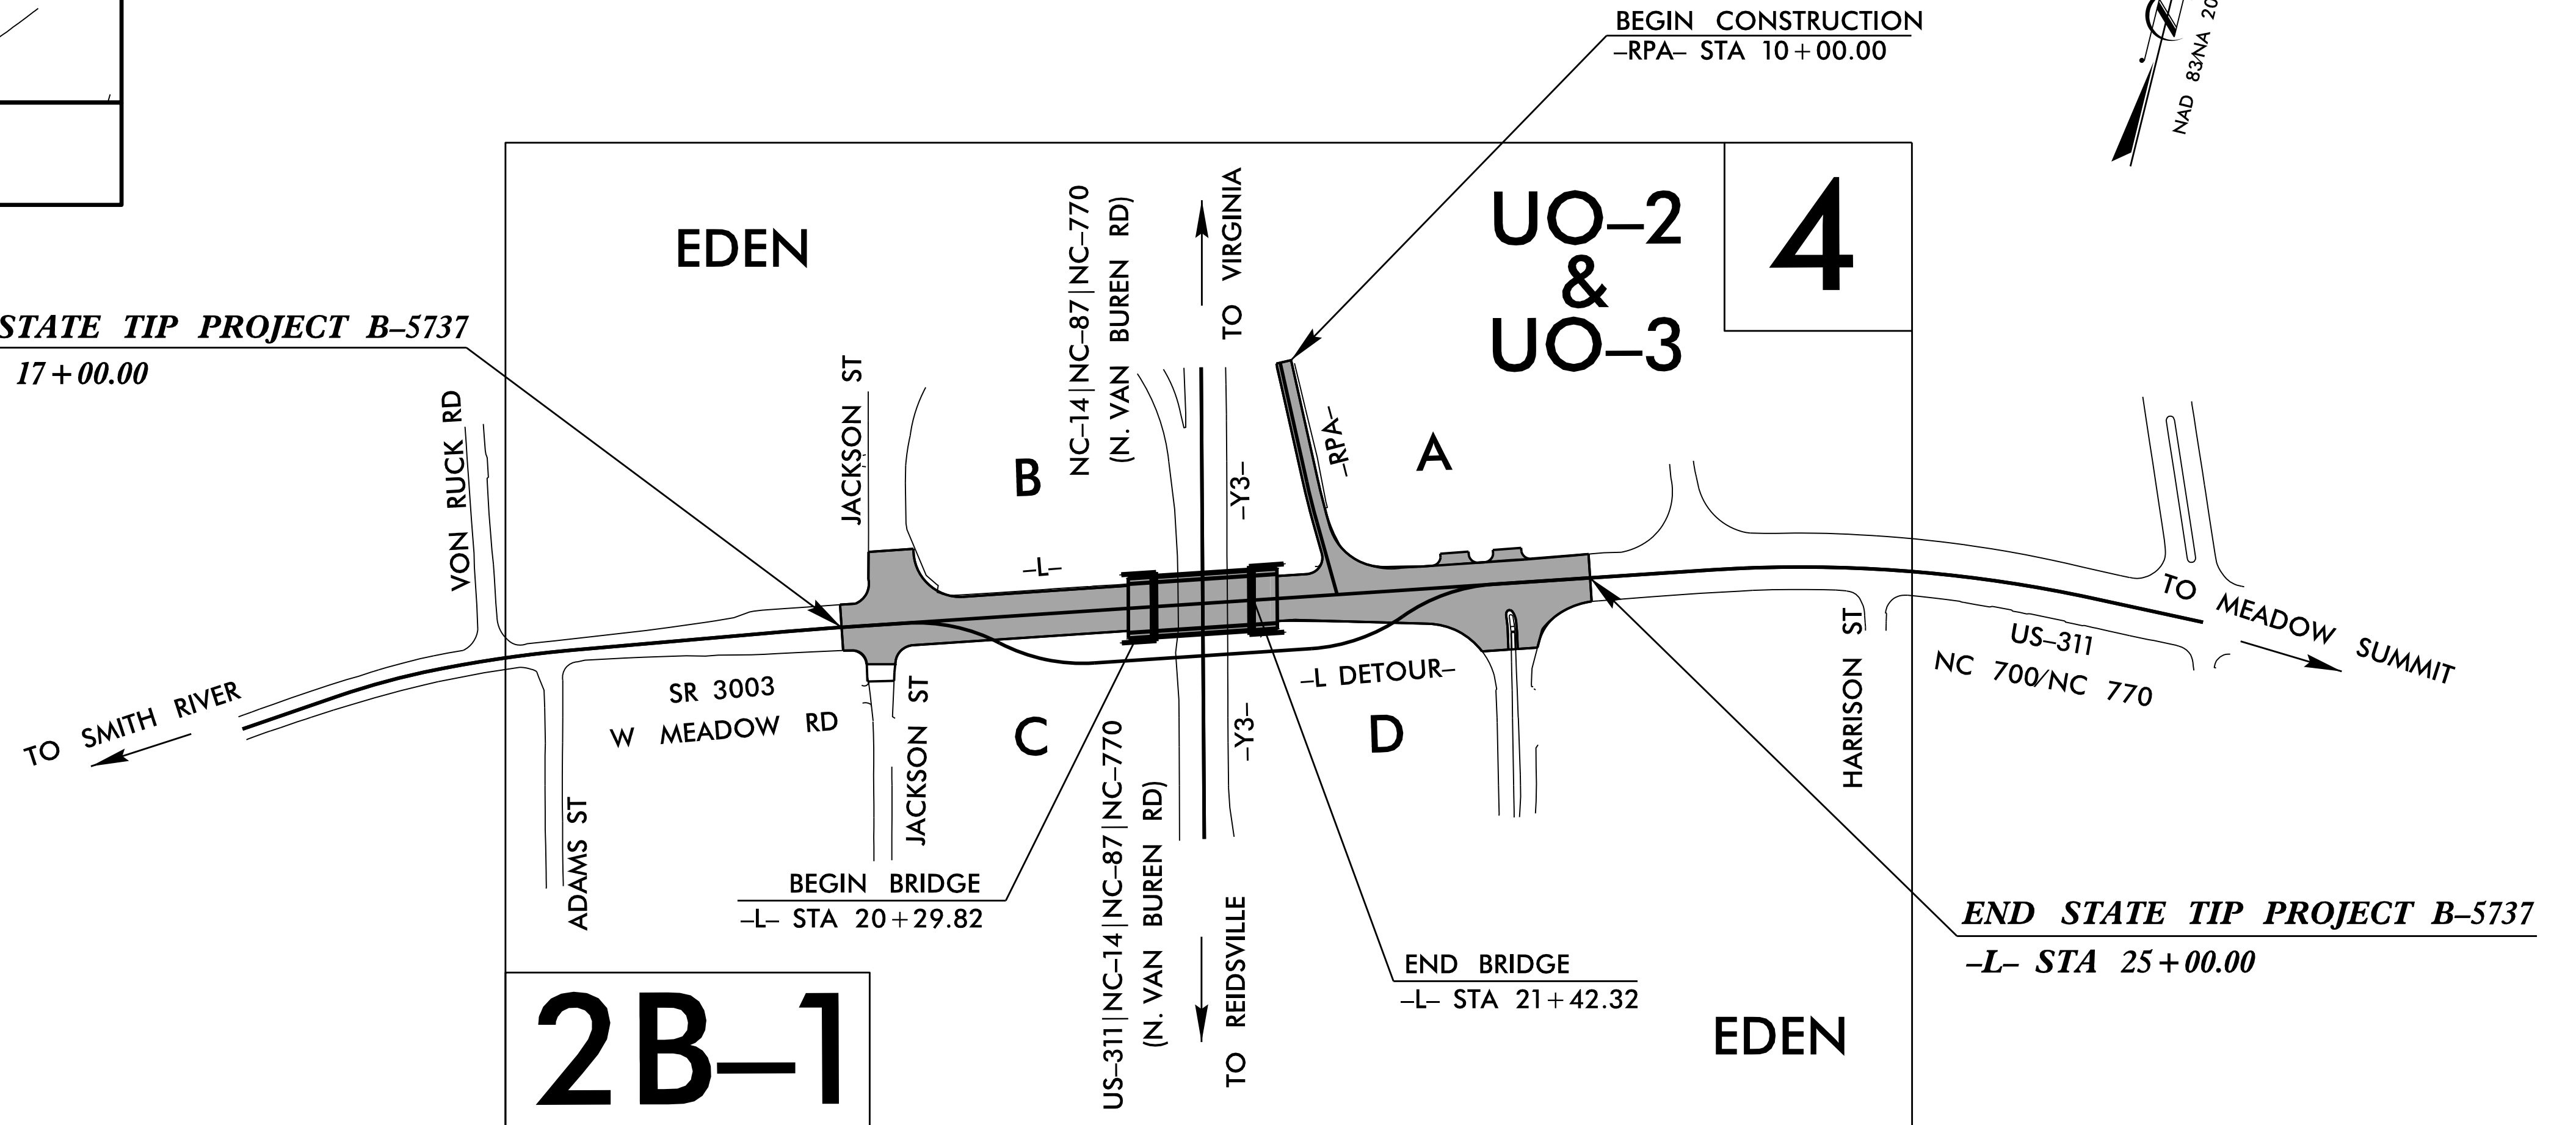 BEGIN CONSTRUCTION
–RPA– STA 10+00.00
NAD 83/NA 20
EDEN
NC–14|NC–87|NC–770
(N. VAN BUREN RD)
TO VIRGINIA
UO–2
&
UO–3
4
STATE TIP PROJECT B–5737
17+00.00
VON RUCK RD
JACKSON ST
B
–Y3–
–RPA–
A
–L–
TO SMITH RIVER
SR 3003
W MEADOW RD
ADAMS ST
JACKSON ST
C
–Y3–
–L DETOUR–
D
HARRISON ST
US–311
NC 700/NC 770
TO MEADOW SUMMIT
BEGIN BRIDGE
–L– STA 20+29.82
US–311|NC–14|NC–87|NC–770
(N. VAN BUREN RD)
TO REIDSVILLE
END BRIDGE
–L– STA 21+42.32
END STATE TIP PROJECT B–5737
–L– STA 25+00.00
EDEN
2B–1